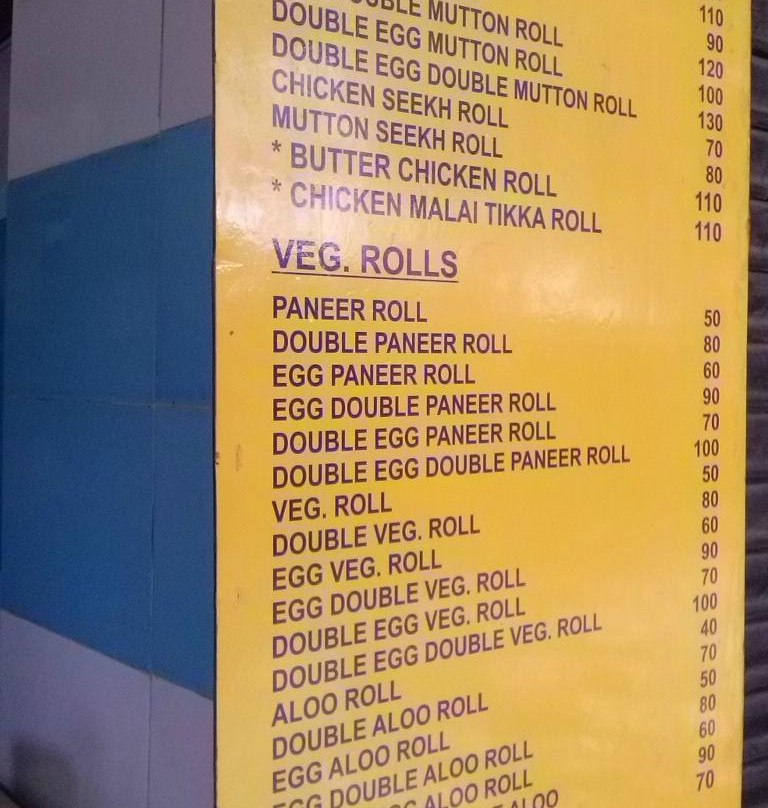 110
90
DOUBLE MUTTON ROLL 120
DOUBLE EGG MUTTON ROLL 100
DOUBLE EGG DOUBLE MUTTON ROLL 130
CHICKEN SEEKH ROLL 70
MUTTON SEEKH ROLL 80
* BUTTER CHICKEN ROLL 110
* CHICKEN MALAI TIKKA ROLL 110
VEG. ROLLS
PANEER ROLL 50
DOUBLE PANEER ROLL 80
EGG PANEER ROLL 60
EGG DOUBLE PANEER ROLL 90
DOUBLE EGG PANEER ROLL 70
DOUBLE EGG DOUBLE PANEER ROLL 100
VEG. ROLL 50
DOUBLE VEG. ROLL 80
EGG VEG. ROLL 60
EGG DOUBLE VEG. ROLL 90
DOUBLE EGG VEG. ROLL 70
DOUBLE EGG DOUBLE VEG. ROLL 100
ALOO ROLL 40
DOUBLE ALOO ROLL 70
EGG ALOO ROLL 50
EGG DOUBLE ALOO ROLL 80
EGG ALOO ROLL 60
ALOO 90
70